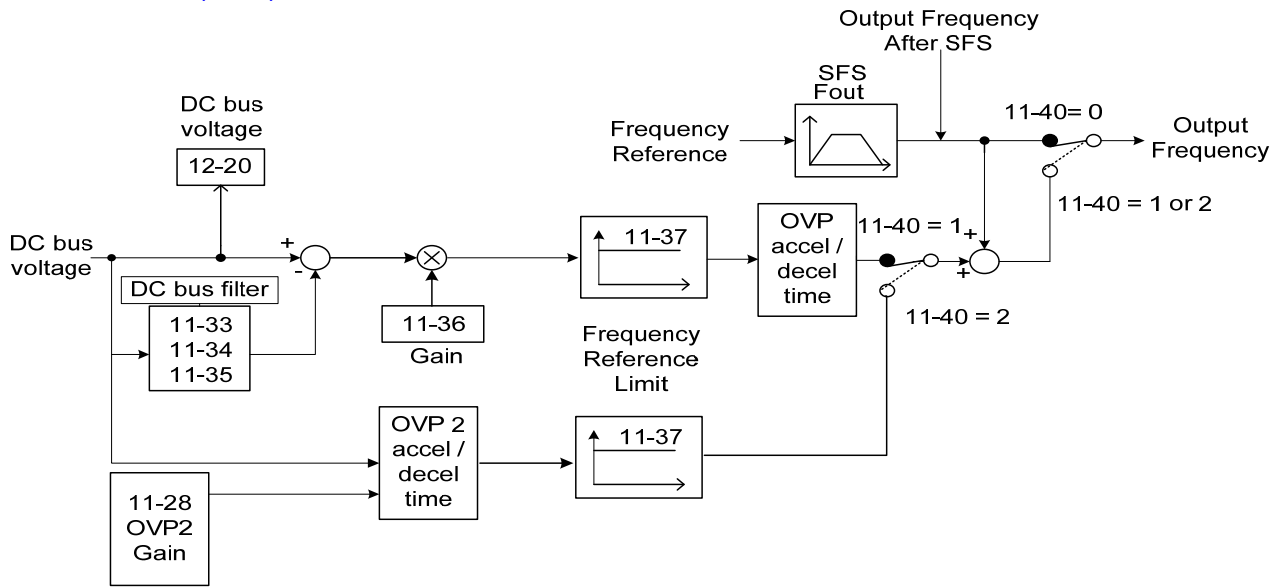 Output Frequency
After SFS
SFS
Fout
DC bus
voltage
12-20
Frequency
Reference
11-40= 0
Output
Frequency
11-40 = 1 or 2
DC bus
voltage
+
-
11-37
OVP
accel /
decel
time
11-40 = 1
+
+
DC bus filter
11-33
11-34
11-35
11-36
Gain
11-40 = 2
Frequency
Reference
Limit
OVP 2
accel /
decel
time
11-37
11-28
OVP2
Gain